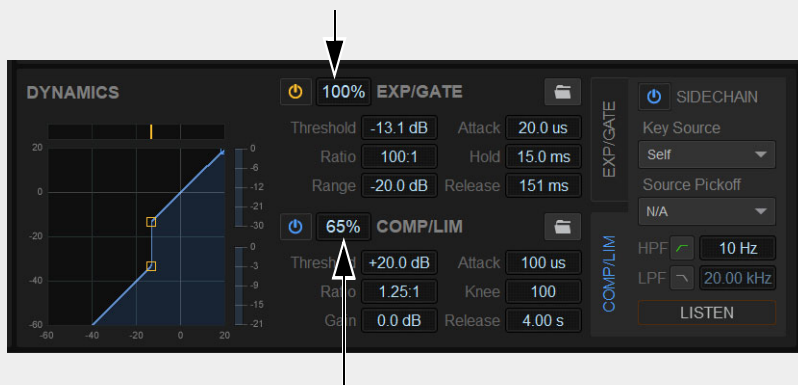 DYNAMICS
20
0
-20
-40
-60
-60
-40
-20
0
20
0
-6
-12
-21
-30
0
-3
-9
-15
-21
100% EXP/GATE
Threshold -13.1 dB Attack 20.0 us
Ratio 100:1 Hold 15.0 ms
Range -20.0 dB Release 151 ms
65% COMP/LIM
Threshold +20.0 dB Attack 100 us
Ratio 1.25:1 Knee 100
Gain 0.0 dB Release 4.00 s
EXP/GATE
COMP/LIM
SIDECHAIN
Key Source
Self
Source Pickoff
N/A
HPF 10 Hz
LPF 20.00 kHz
LISTEN